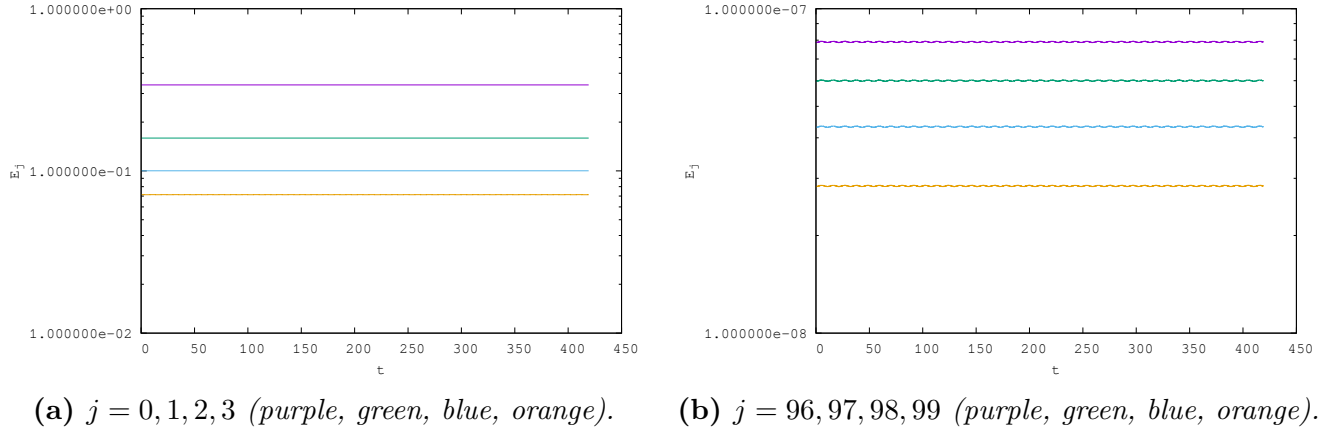 1.000000e+00
1.000000e-01
1.000000e-02
E_j
0 50 100 150 200 250 300 350 400 450
t
1.000000e-07
1.000000e-08
E_j
0 50 100 150 200 250 300 350 400 450
t
(a) j = 0, 1, 2, 3 (purple, green, blue, orange).
(b) j = 96, 97, 98, 99 (purple, green, blue, orange).